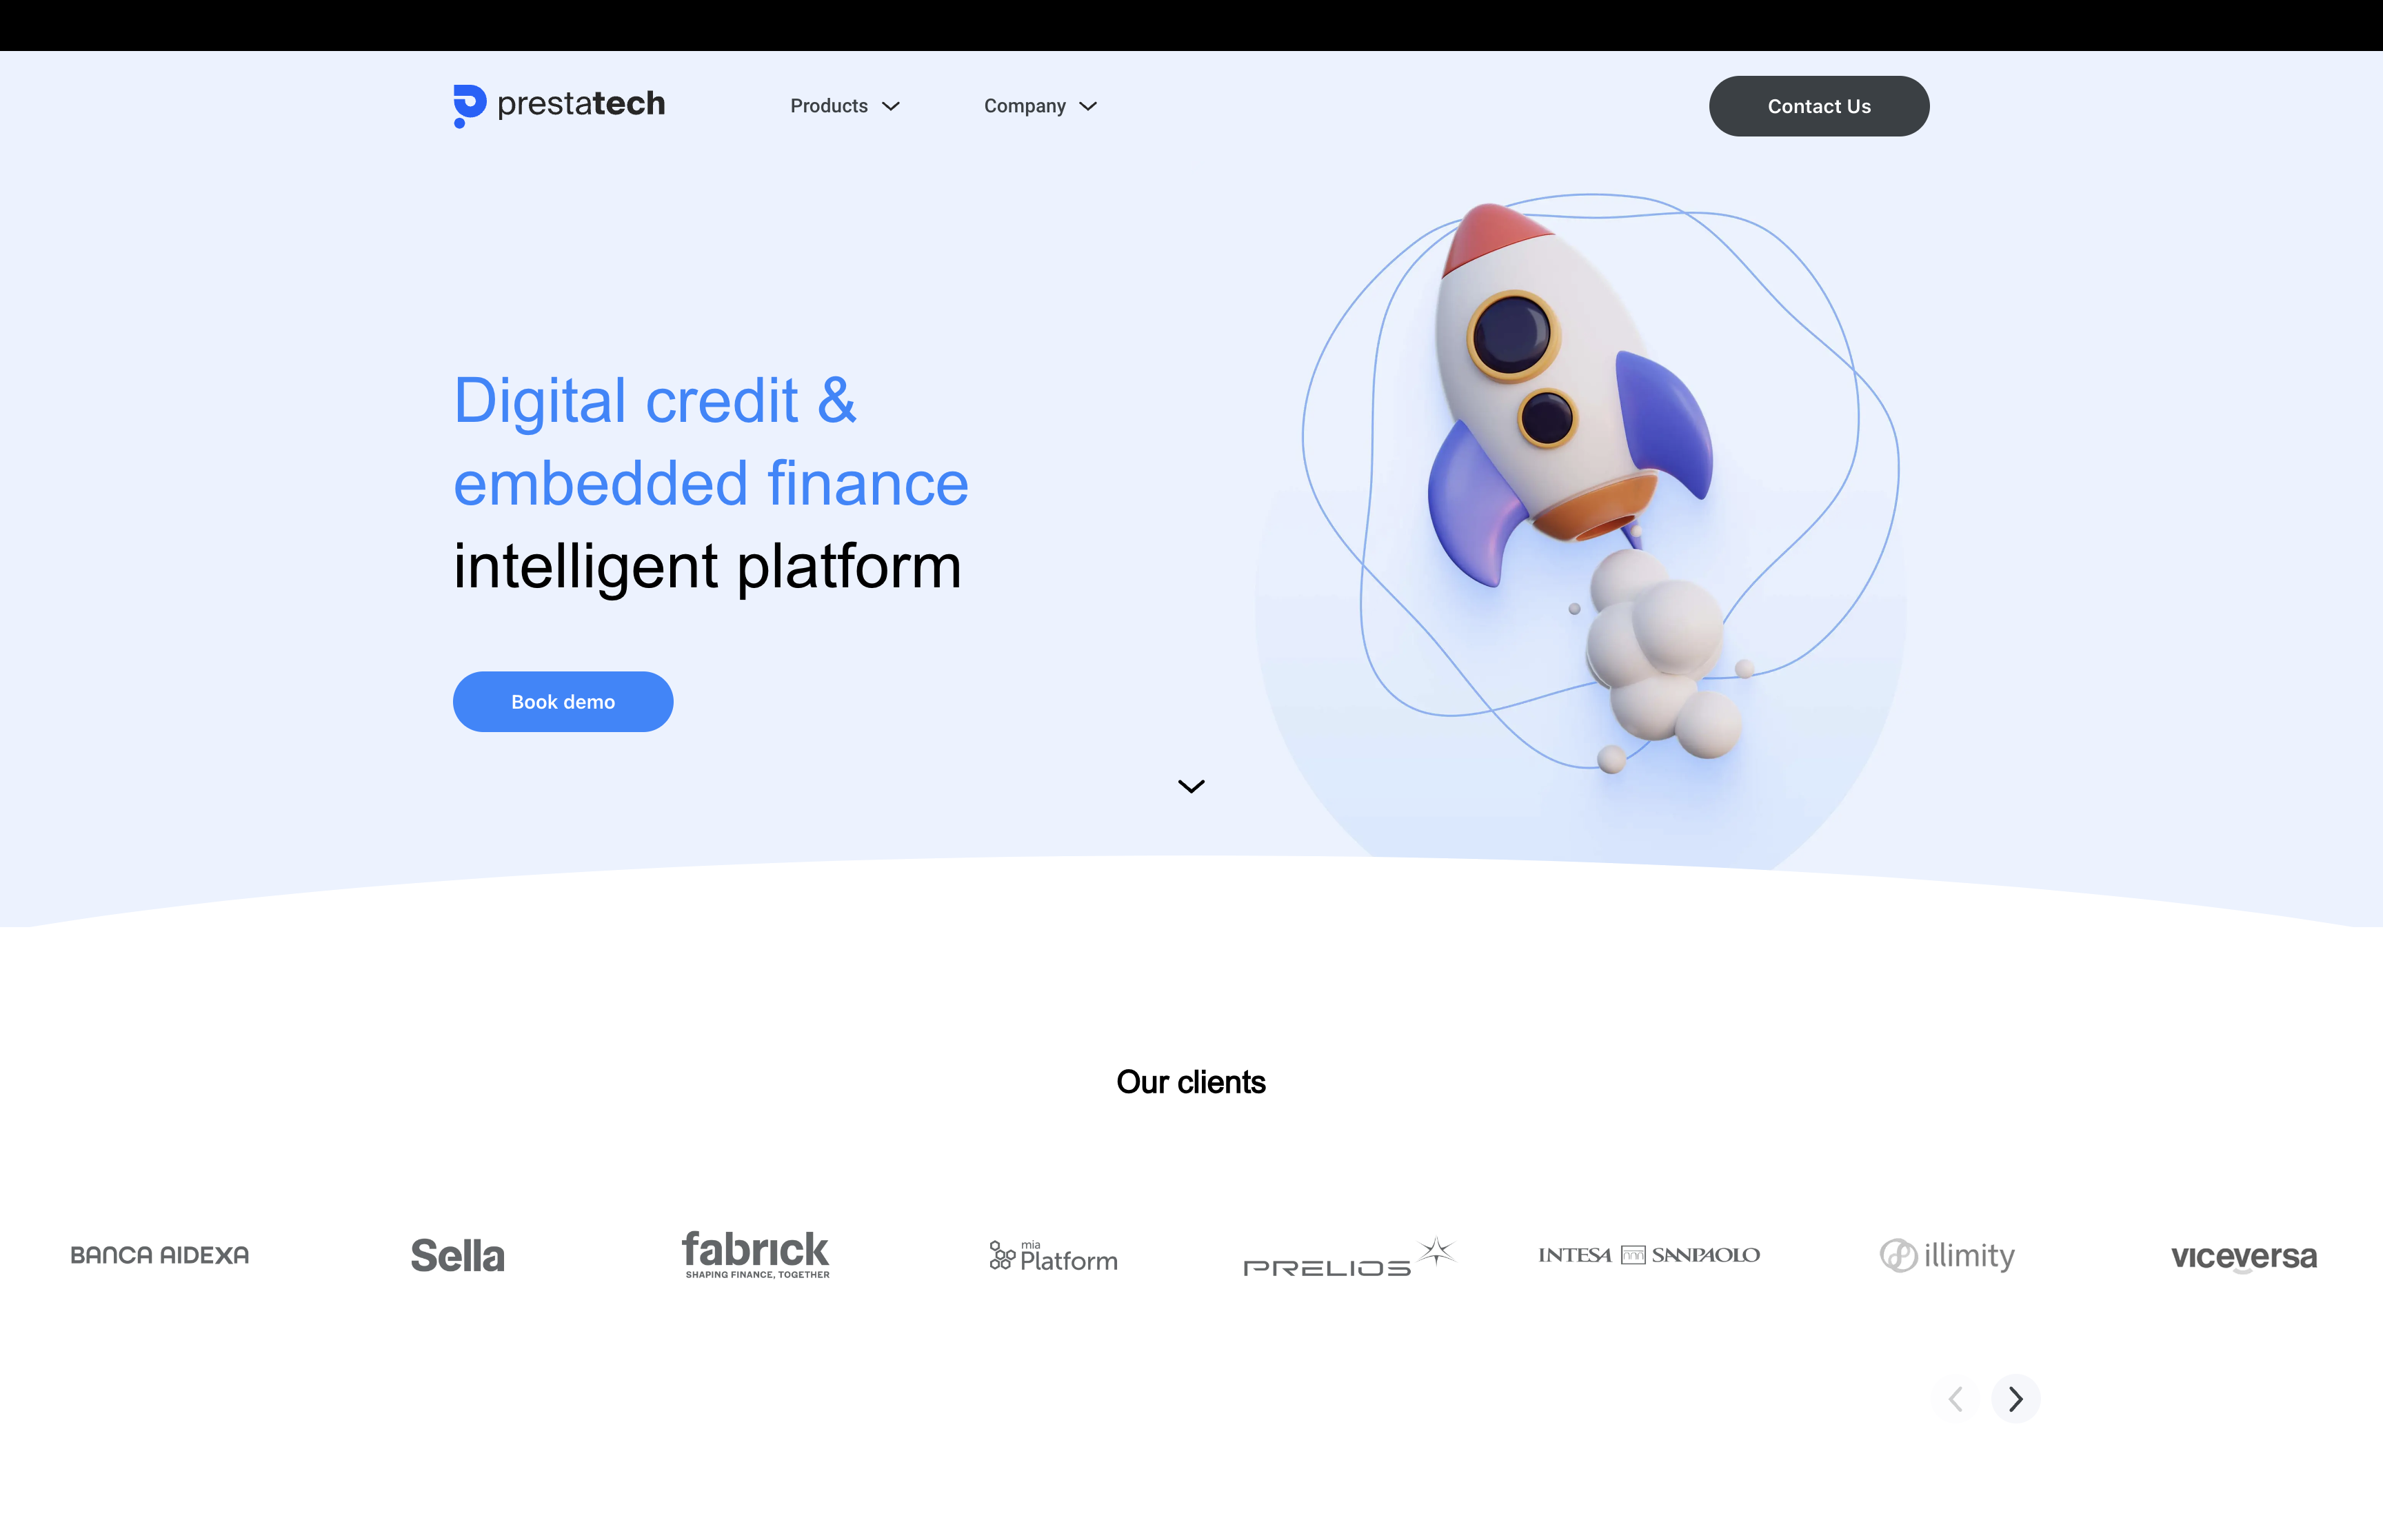 prestatech
Products
Company
Contact Us
Digital credit &
embedded finance
intelligent platform
Book demo
Our clients
BANCA AIDEXA
Sella
fabrick
SHAPING FINANCE, TOGETHER
mia
Platform
PRELIOS
INTESA SANPAOLO
illimity
viceversa